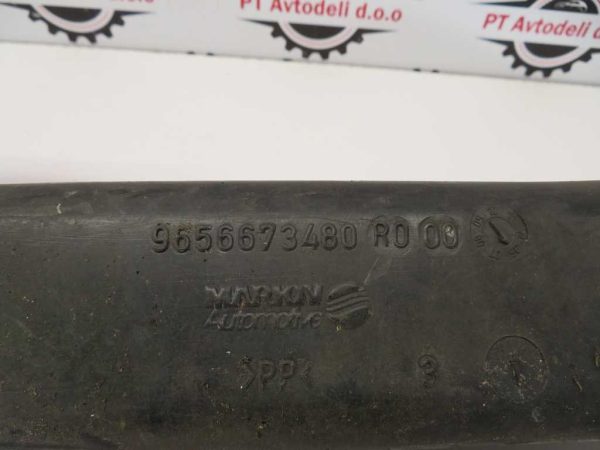 PT Avtodeli d.o.o
PT Avtodeli d.o.o
9656673480 R0 00
MARK IV
Automotive
>PP<
3